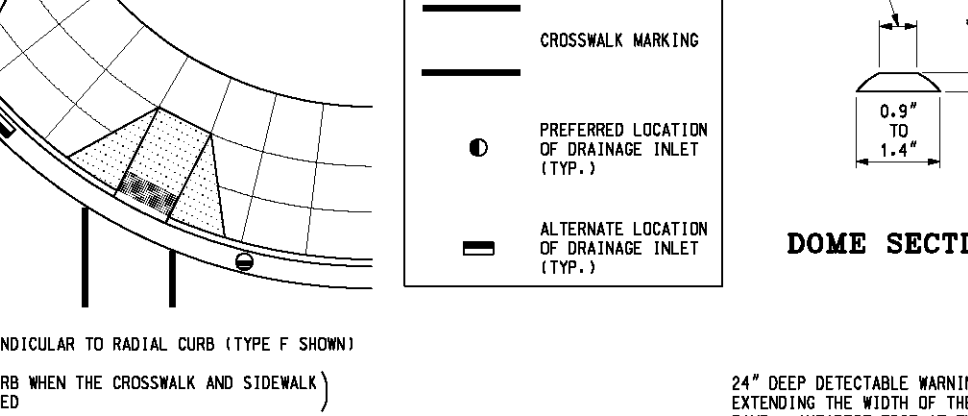 CROSSWALK MARKING
PREFERRED LOCATION
OF DRAINAGE INLET
(TYP.)
ALTERNATE LOCATION
OF DRAINAGE INLET
(TYP.)
0.9"
TO
1.4"
DOME SECTI
NDICULAR TO RADIAL CURB (TYPE F SHOWN)
RB WHEN THE CROSSWALK AND SIDEWALK)
ED
24" DEEP DETECTABLE WARNIN
EXTENDING THE WIDTH OF THE